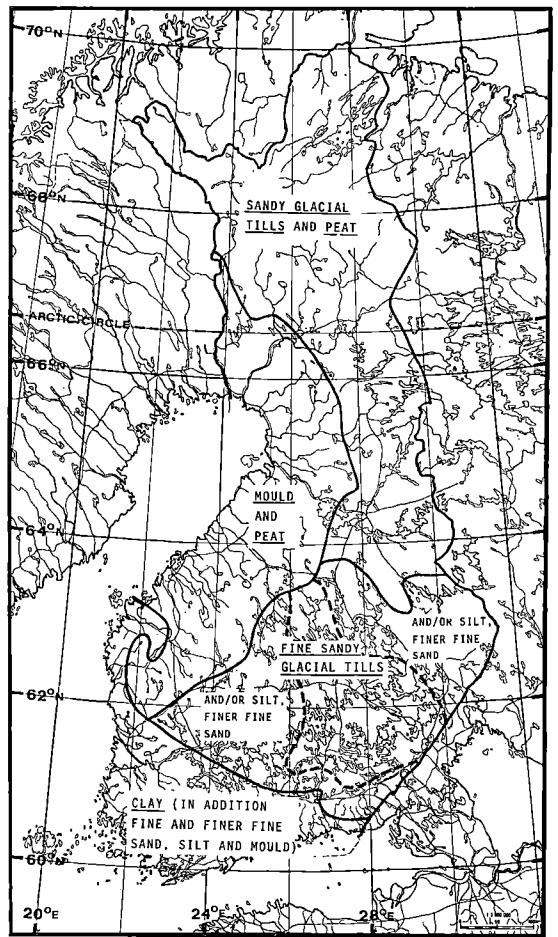 70°N
SANDY GLACIAL
TILLS AND PEAT
68°N
ARCTIC CIRCLE
66°N
MOULD
AND
PEAT
64°N
AND/OR SILT,
FINER FINE
SAND
FINE SANDY
GLACIAL TILLS
62°N
AND/OR SILT,
FINER FINE
SAND
CLAY (IN ADDITION
FINE AND FINER FINE
SAND, SILT AND MOULD)
60°N
20°E
24°E
28°E